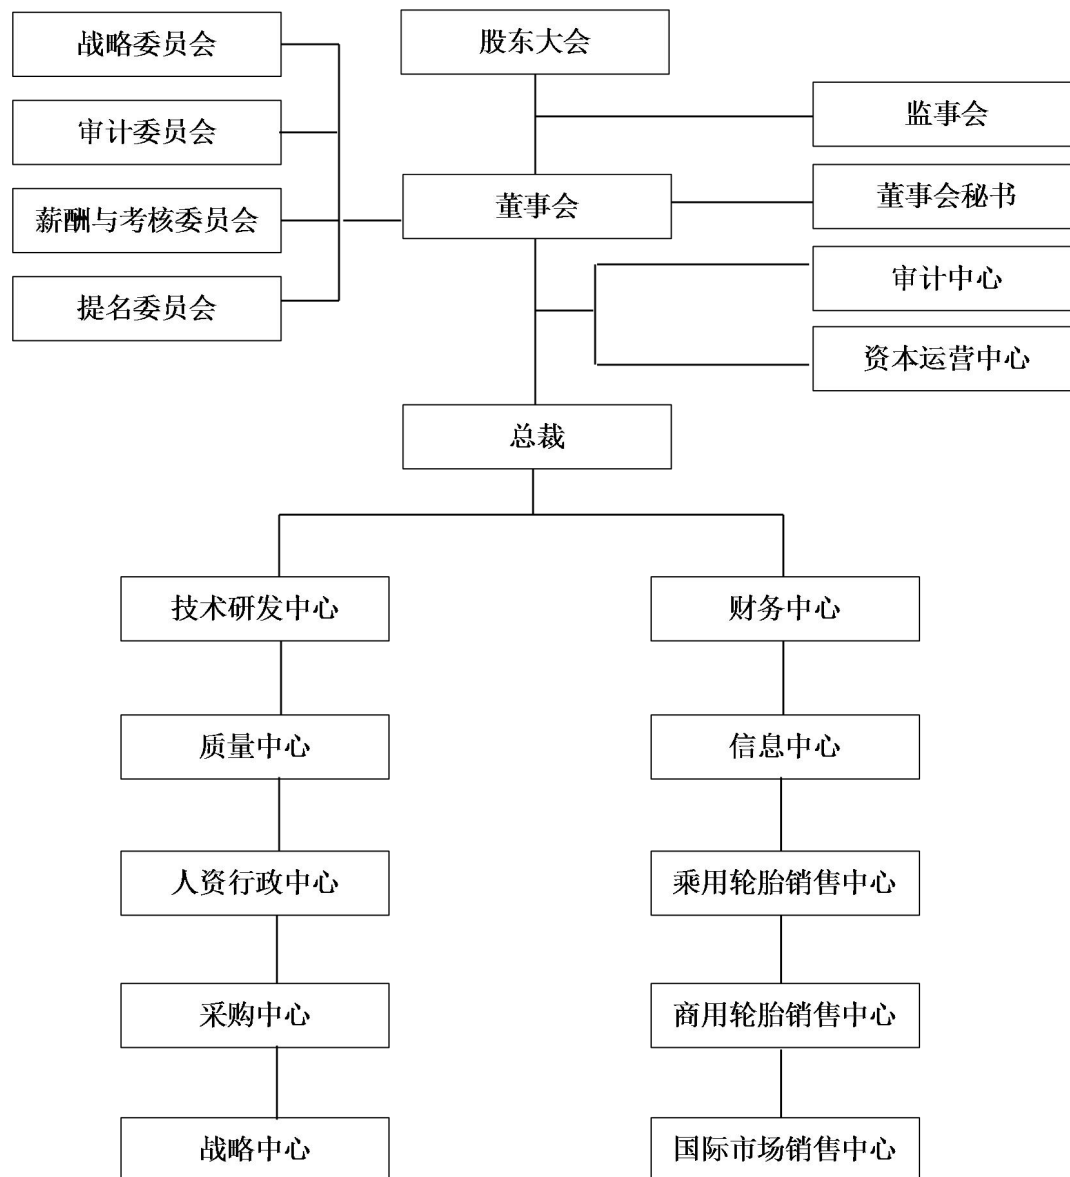 股东大会
战略委员会
审计委员会
薪酬与考核委员会
提名委员会
监事会
董事会
董事会秘书
审计中心
资本运营中心
总裁
技术研发中心
质量中心
人资行政中心
采购中心
战略中心
财务中心
信息中心
乘用轮胎销售中心
商用轮胎销售中心
国际市场销售中心